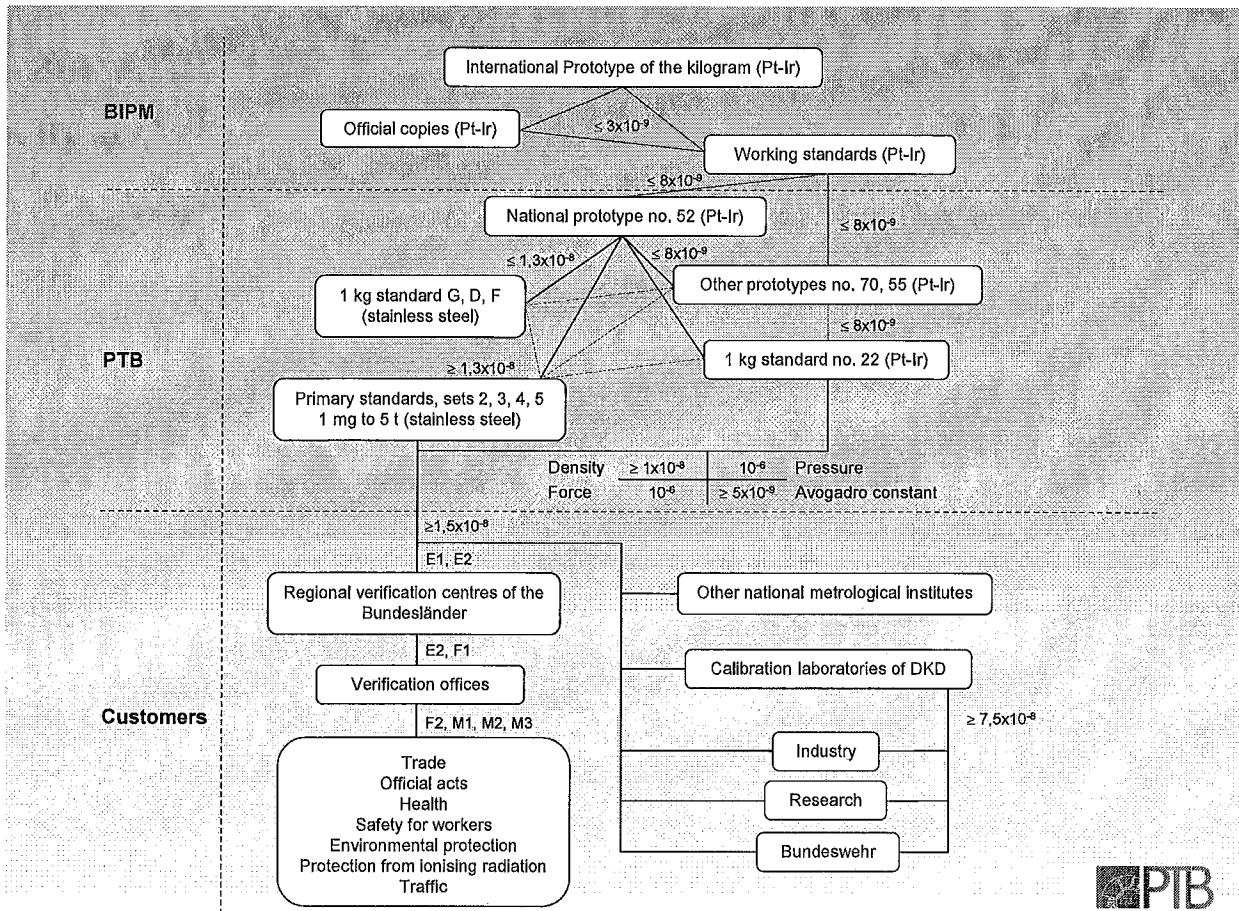 International Prototype of the kilogram (Pt-Ir)
BIPM
Official copies (Pt-Ir)
≤ 3x10⁻⁹
Working standards (Pt-Ir)
≤ 8x10⁻⁹
National prototype no. 52 (Pt-Ir)
≤ 8x10⁻⁹
≤ 1,3x10⁻⁸
≤ 8x10⁻⁹
1 kg standard G, D, F
(stainless steel)
Other prototypes no. 70, 55 (Pt-Ir)
≤ 8x10⁻⁹
PTB
≥ 1,3x10⁻⁸
1 kg standard no. 22 (Pt-Ir)
Primary standards, sets 2, 3, 4, 5
1 mg to 5 t (stainless steel)
Density ≥ 1x10⁻⁸ 10⁻⁶ Pressure
Force 10⁻⁶ ≥ 5x10⁻⁹ Avogadro constant
≥1,5x10⁻⁸
E1, E2
Regional verification centres of the
Bundesländer
Other national metrological institutes
E2, F1
Verification offices
Calibration laboratories of DKD
Customers
F2, M1, M2, M3
≥ 7,5x10⁻⁸
Trade
Official acts
Health
Safety for workers
Environmental protection
Protection from ionising radiation
Traffic
Industry
Research
Bundeswehr
PTB